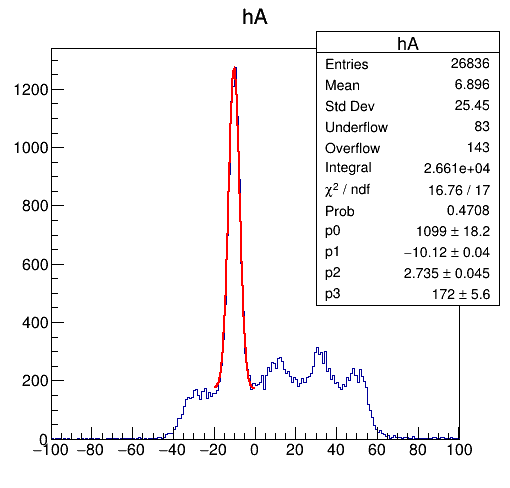 hA
hA
Entries 26836
Mean 6.896
Std Dev 25.45
Underflow 83
Overflow 143
Integral 2.661e+04
χ² / ndf 16.76 / 17
Prob 0.4708
p0 1099 ± 18.2
p1 −10.12 ± 0.04
p2 2.735 ± 0.045
p3 172 ± 5.6
1200
1000
800
600
400
200
0
−100 −80 −60 −40 −20 0 20 40 60 80 100